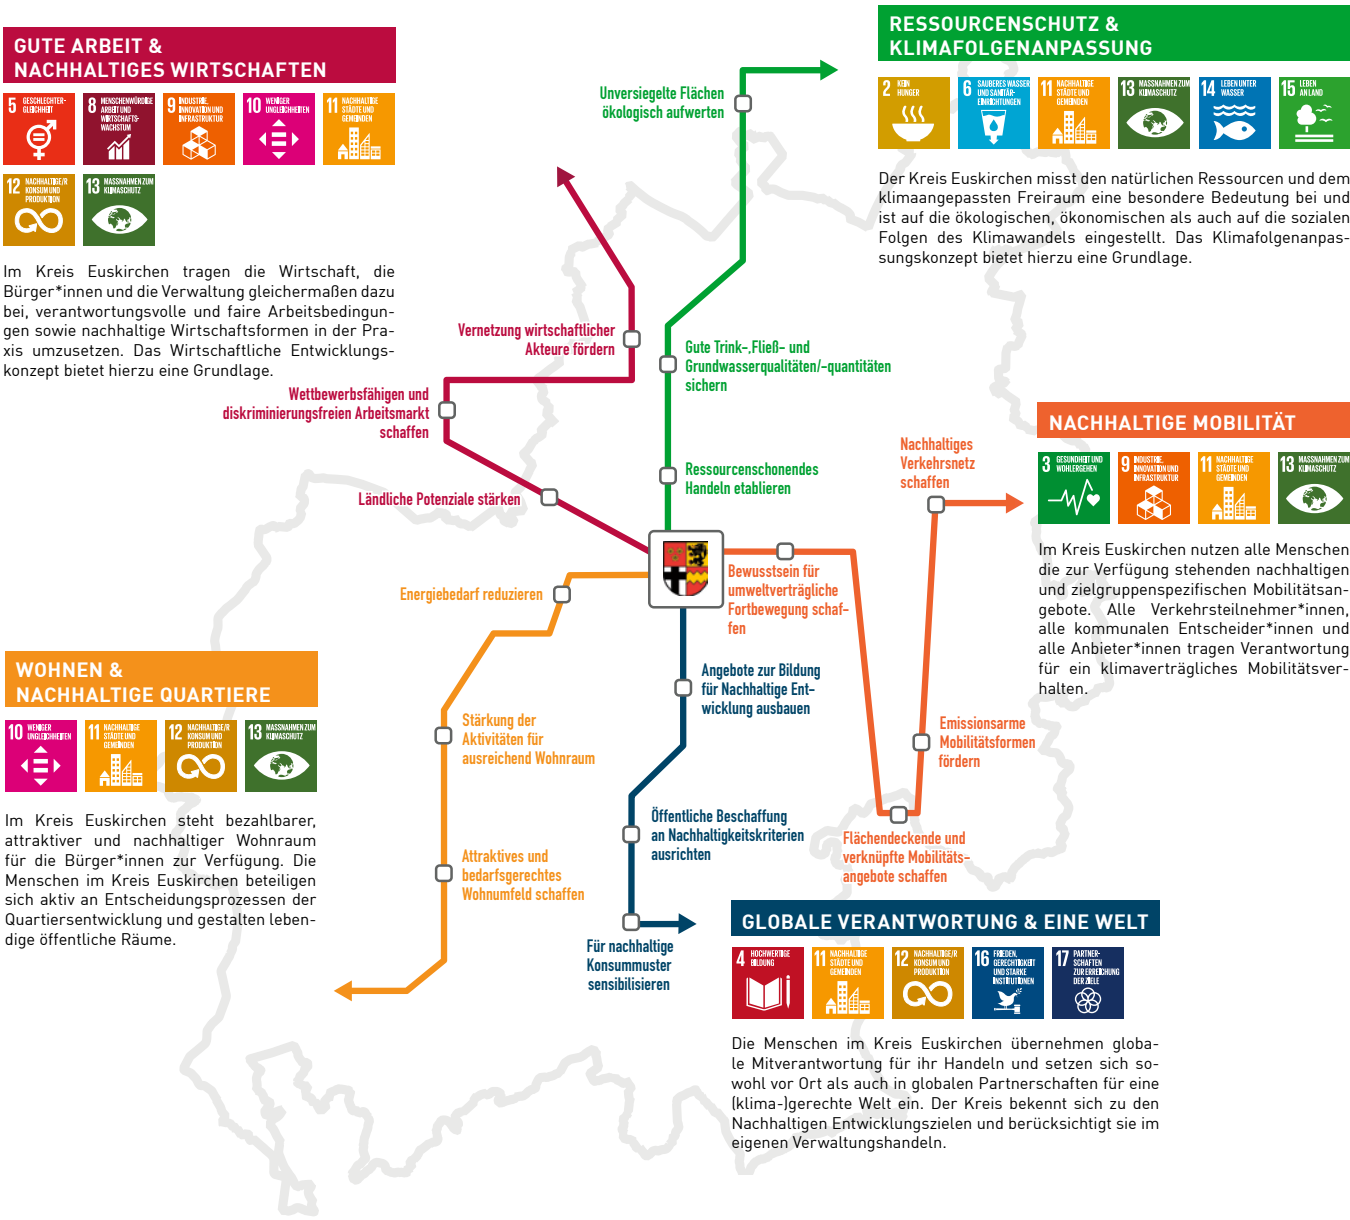 GUTE ARBEIT &
NACHHALTIGES WIRTSCHAFTEN
5 GESCHLECHTER-
GLEICHHEIT
8 MENSCHENWÜRDIGE
ARBEIT UND
WIRTSCHAFTS-
WACHSTUM
9 INDUSTRIE,
INNOVATION UND
INFRASTRUKTUR
10 WENIGER
UNGLEICHHEITEN
11 NACHHALTIGE
STÄDTE UND
GEMEINDEN
12 NACHHALTIGE/R
KONSUM UND
PRODUKTION
13 MASSNAHMEN ZUM
KLIMASCHUTZ
Im Kreis Euskirchen tragen die Wirtschaft, die
Bürger*innen und die Verwaltung gleichermaßen dazu
bei, verantwortungsvolle und faire Arbeitsbedingun-
gen sowie nachhaltige Wirtschaftsformen in der Pra-
xis umzusetzen. Das Wirtschaftliche Entwicklungs-
konzept bietet hierzu eine Grundlage.
Vernetzung wirtschaftlicher
Akteure fördern
Wettbewerbsfähigen und
diskriminierungsfreien Arbeitsmarkt
schaffen
Ländliche Potenziale stärken
RESSOURCENSCHUTZ &
KLIMAFOLGENANPASSUNG
2 KEIN
HUNGER
6 SAUBERES WASSER
UND SANITÄR-
EINRICHTUNGEN
11 NACHHALTIGE
STÄDTE UND
GEMEINDEN
13 MASSNAHMEN ZUM
KLIMASCHUTZ
14 LEBEN UNTER
WASSER
15 LEBEN
AN LAND
Der Kreis Euskirchen misst den natürlichen Ressourcen und dem
klimaangepassten Freiraum eine besondere Bedeutung bei und
ist auf die ökologischen, ökonomischen als auch auf die sozialen
Folgen des Klimawandels eingestellt. Das Klimafolgenanpas-
sungskonzept bietet hierzu eine Grundlage.
Unversiegelte Flächen
ökologisch aufwerten
Gute Trink-,Fließ- und
Grundwasserqualitäten/-quantitäten
sichern
Ressourcenschonendes
Handeln etablieren
NACHHALTIGE MOBILITÄT
3 GESUNDHEIT UND
WOHLERGEHEN
9 INDUSTRIE,
INNOVATION UND
INFRASTRUKTUR
11 NACHHALTIGE
STÄDTE UND
GEMEINDEN
13 MASSNAHMEN ZUM
KLIMASCHUTZ
Im Kreis Euskirchen nutzen alle Menschen
die zur Verfügung stehenden nachhaltigen
und zielgruppenspezifischen Mobilitätsan-
gebote. Alle Verkehrsteilnehmer*innen,
alle kommunalen Entscheider*innen und
alle Anbieter*innen tragen Verantwortung
für ein klimaverträgliches Mobilitätsver-
halten.
Nachhaltiges
Verkehrsnetz
schaffen
Bewusstsein für
umweltverträgliche
Fortbewegung schaf-
fen
Emissionsarme
Mobilitätsformen
fördern
Flächendeckende und
verknüpfte Mobilitäts-
angebote schaffen
WOHNEN &
NACHHALTIGE QUARTIERE
10 WENIGER
UNGLEICHHEITEN
11 NACHHALTIGE
STÄDTE UND
GEMEINDEN
12 NACHHALTIGE/R
KONSUM UND
PRODUKTION
13 MASSNAHMEN ZUM
KLIMASCHUTZ
Im Kreis Euskirchen steht bezahlbarer,
attraktiver und nachhaltiger Wohnraum
für die Bürger*innen zur Verfügung. Die
Menschen im Kreis Euskirchen beteiligen
sich aktiv an Entscheidungsprozessen der
Quartiersentwicklung und gestalten leben-
dige öffentliche Räume.
Energiebedarf reduzieren
Stärkung der
Aktivitäten für
ausreichend Wohnraum
Attraktives und
bedarfsgerechtes
Wohnumfeld schaffen
Angebote zur Bildung
für Nachhaltige Ent-
wicklung ausbauen
Öffentliche Beschaffung
an Nachhaltigkeitskriterien
ausrichten
Für nachhaltige
Konsummuster
sensibilisieren
GLOBALE VERANTWORTUNG & EINE WELT
4 HOCHWERTIGE
BILDUNG
11 NACHHALTIGE
STÄDTE UND
GEMEINDEN
12 NACHHALTIGE/R
KONSUM UND
PRODUKTION
16 FRIEDEN,
GERECHTIGKEIT
UND STARKE
INSTITUTIONEN
17 PARTNER-
SCHAFTEN
ZUR ERREICHUNG
DER ZIELE
Die Menschen im Kreis Euskirchen übernehmen globa-
le Mitverantwortung für ihr Handeln und setzen sich so-
wohl vor Ort als auch in globalen Partnerschaften für eine
(klima-)gerechte Welt ein. Der Kreis bekennt sich zu den
Nachhaltigen Entwicklungszielen und berücksichtigt sie im
eigenen Verwaltungshandeln.